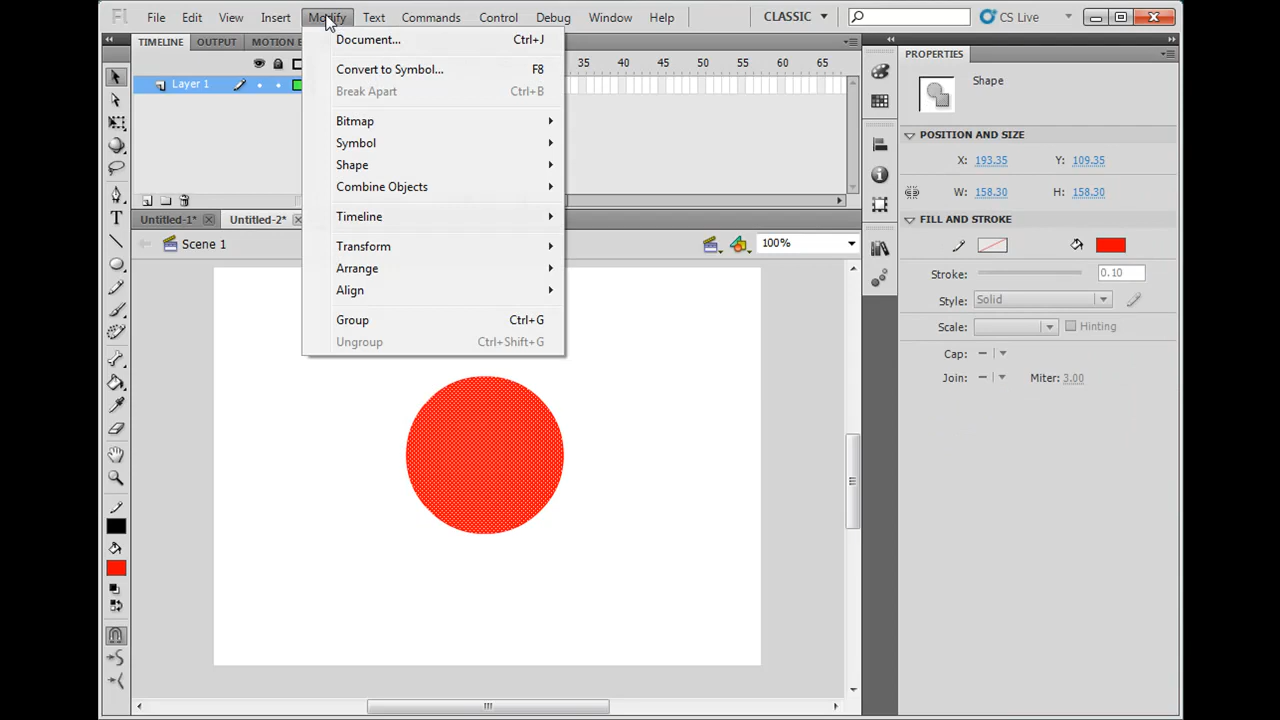 Fl File Edit View Insert Modify Text Commands Control Debug Window Help CLASSIC CS Live
TIMELINE OUTPUT MOTION E
35 40 45 50 55 60 65
Layer 1
Document... Ctrl+J
Convert to Symbol... F8
Break Apart Ctrl+B
Bitmap
Symbol
Shape
Combine Objects
Timeline
Transform
Arrange
Align
Group Ctrl+G
Ungroup Ctrl+Shift+G
Untitled-1* Untitled-2*
Scene 1 100%
PROPERTIES
Shape
POSITION AND SIZE
X: 193.35 Y: 109.35
W: 158.30 H: 158.30
FILL AND STROKE
Stroke: 0.10
Style: Solid
Scale: Hinting
Cap:
Join: Miter: 3.00